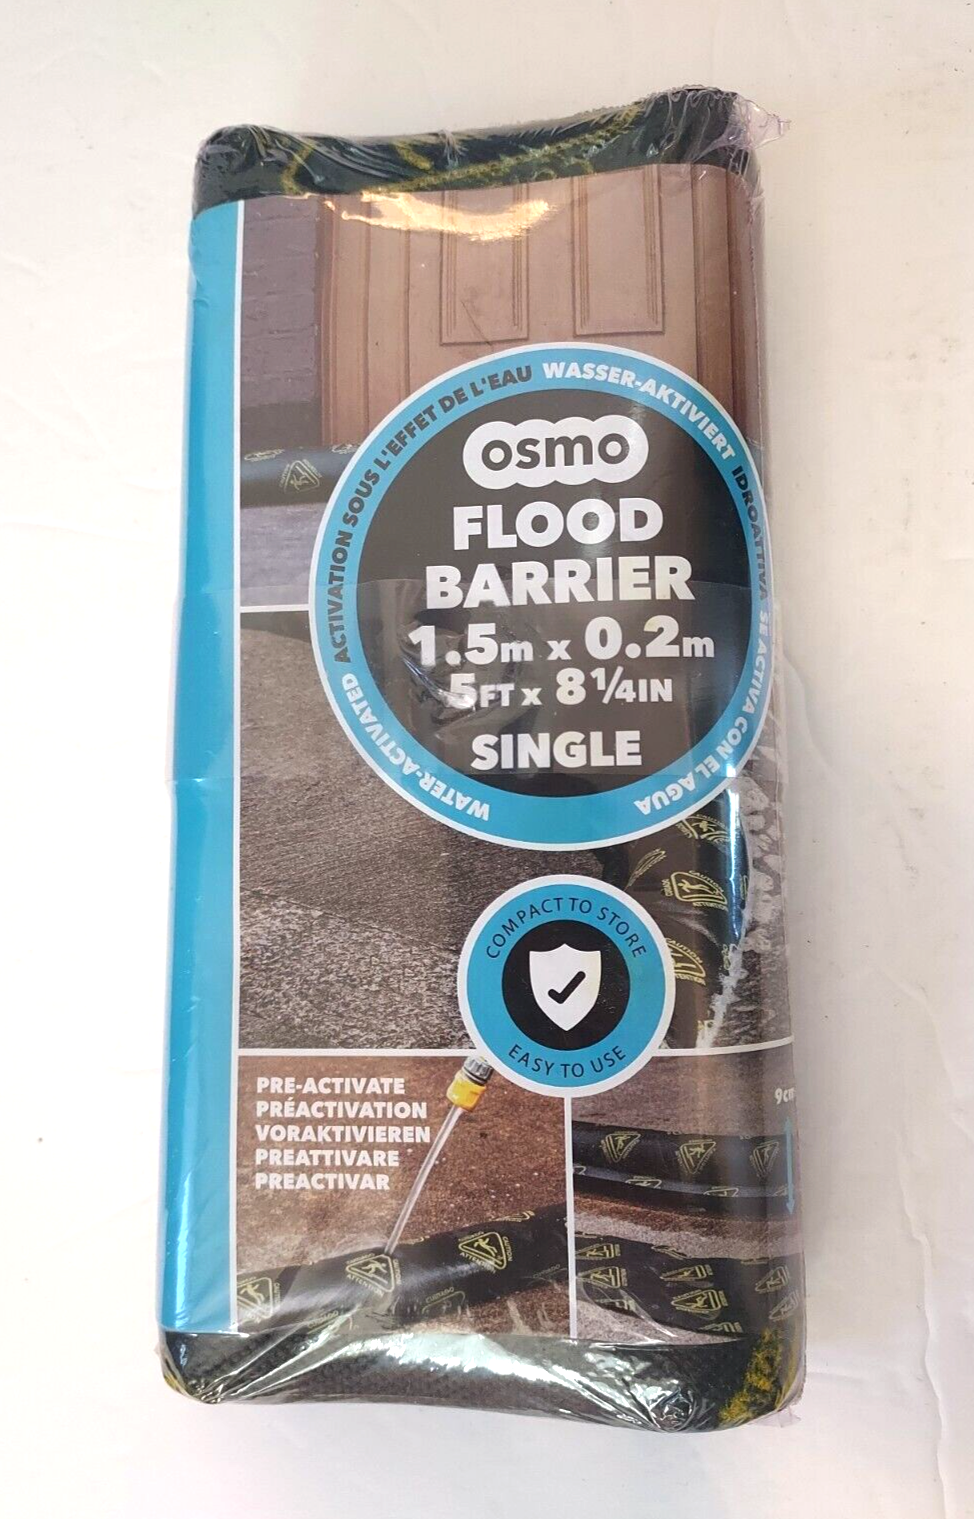 ACTIVATION SOUS L'EFFET DE L'EAU
WASSER-AKTIVIERT
IDROATTIVA
SE ACTIVA CON EL AGUA
WATER-ACTIVATED
osmo
FLOOD
BARRIER
1.5m x 0.2m
5FT x 8 1/4IN
SINGLE
COMPACT TO STORE
EASY TO USE
PRE-ACTIVATE
PRÉACTIVATION
VORAKTIVIEREN
PREATTIVARE
PREACTIVAR
9cm